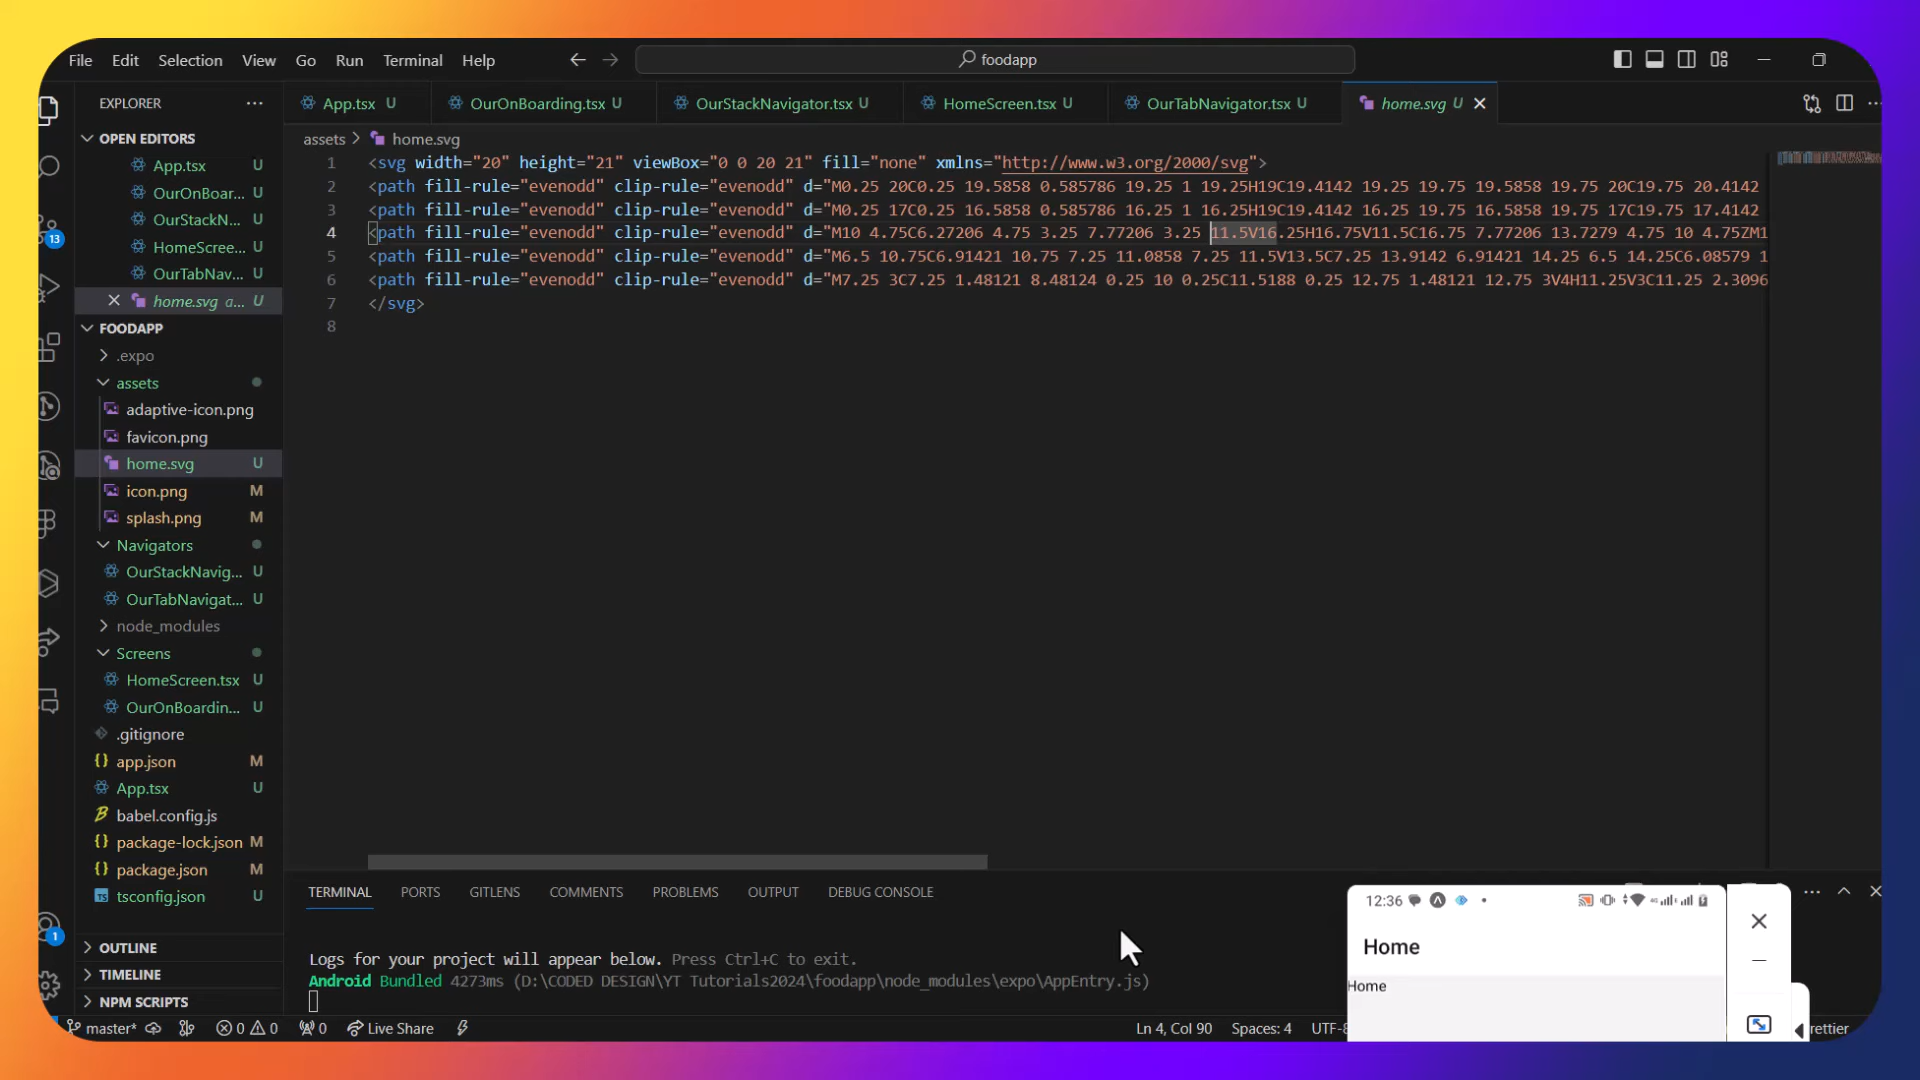 File Edit Selection View Go Run Terminal Help
foodapp
EXPLORER
App.tsx U
OurOnBoarding.tsx U
OurStackNavigator.tsx U
HomeScreen.tsx U
OurTabNavigator.tsx U
home.svg U
OPEN EDITORS
assets > home.svg
App.tsx U
OurOnBoar... U
OurStackN... U
HomeScree... U
OurTabNav... U
home.svg a... U
1 <svg width="20" height="21" viewBox="0 0 20 21" fill="none" xmlns="http://www.w3.org/2000/svg">
2 <path fill-rule="evenodd" clip-rule="evenodd" d="M0.25 20C0.25 19.5858 0.585786 19.25 1 19.25H19C19.4142 19.25 19.75 19.5858 19.75 20C19.75 20.4142
3 <path fill-rule="evenodd" clip-rule="evenodd" d="M0.25 17C0.25 16.5858 0.585786 16.25 1 16.25H19C19.4142 16.25 19.75 16.5858 19.75 17C19.75 17.4142
4 <path fill-rule="evenodd" clip-rule="evenodd" d="M10 4.75C6.27206 4.75 3.25 7.77206 3.25 11.5V16.25H16.75V11.5C16.75 7.77206 13.7279 4.75 10 4.75ZM1
5 <path fill-rule="evenodd" clip-rule="evenodd" d="M6.5 10.75C6.91421 10.75 7.25 11.0858 7.25 11.5V13.5C7.25 13.9142 6.91421 14.25 6.5 14.25C6.08579 1
6 <path fill-rule="evenodd" clip-rule="evenodd" d="M7.25 3C7.25 1.48121 8.48124 0.25 10 0.25C11.5188 0.25 12.75 1.48121 12.75 3V4H11.25V3C11.25 2.3096
7 </svg>
8
FOODAPP
.expo
assets
adaptive-icon.png
favicon.png
home.svg U
icon.png M
splash.png M
Navigators
OurStackNavig... U
OurTabNavigat... U
node_modules
Screens
HomeScreen.tsx U
OurOnBoardin... U
.gitignore
app.json M
App.tsx U
babel.config.js
package-lock.json M
package.json M
tsconfig.json U
OUTLINE
TIMELINE
NPM SCRIPTS
13
1
TERMINAL PORTS GITLENS COMMENTS PROBLEMS OUTPUT DEBUG CONSOLE
Logs for your project will appear below. Press Ctrl+C to exit.
Android Bundled 4273ms (D:\CODED DESIGN\YT Tutorials2024\foodapp\node_modules\expo\AppEntry.js)
12:36
Home
Home
master* 0 0 0 Live Share
Ln 4, Col 90 Spaces: 4 UTF-8 rettier